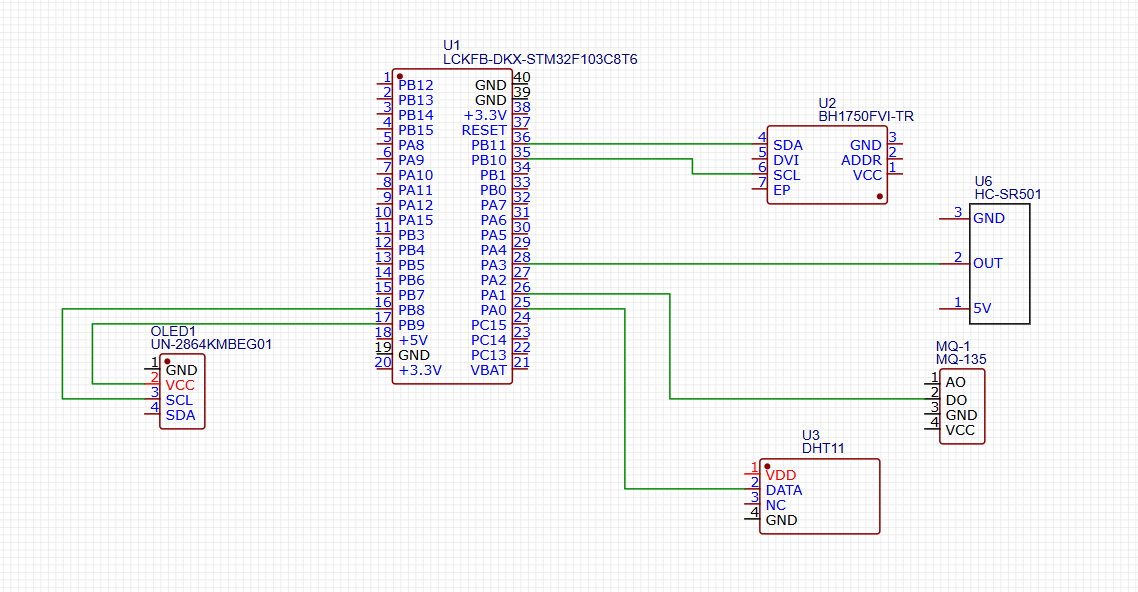 U1
LCKFB-DKX-STM32F103C8T6
1 PB12 GND 40
2 PB13 GND 39
3 PB14 +3.3V 38
4 PB15 RESET 37
5 PA8 PB11 36
6 PA9 PB10 35
7 PA10 PB1 34
8 PA11 PB0 33
9 PA12 PA7 32
10 PA15 PA6 31
11 PB3 PA5 30
12 PB4 PA4 29
13 PB5 PA3 28
14 PB6 PA2 27
15 PB7 PA1 26
16 PB8 PA0 25
17 PB9 PC15 24
18 +5V PC14 23
19 GND PC13 22
20 +3.3V VBAT 21
U2
BH1750FVI-TR
4 SDA GND 3
5 DVI ADDR 2
6 SCL VCC 1
7 EP
U6
HC-SR501
3 GND
2 OUT
1 5V
OLED1
UN-2864KMBEG01
1 GND
2 VCC
3 SCL
4 SDA
MQ-1
MQ-135
1 AO
2 DO
3 GND
4 VCC
U3
DHT11
1 VDD
2 DATA
3 NC
4 GND